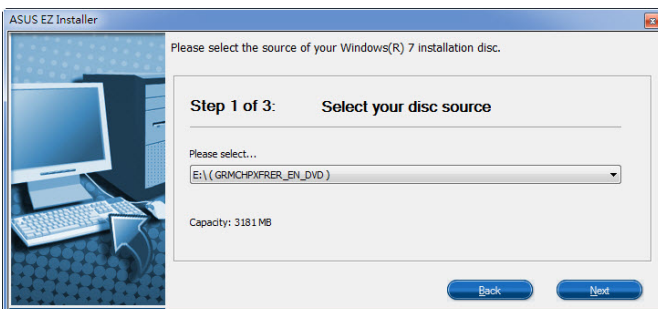 ASUS EZ Installer
Please select the source of your Windows(R) 7 installation disc.
Step 1 of 3: Select your disc source
Please select...
E:\ ( GRMCHPXFRER_EN_DVD )
Capacity: 3181 MB
Back Next